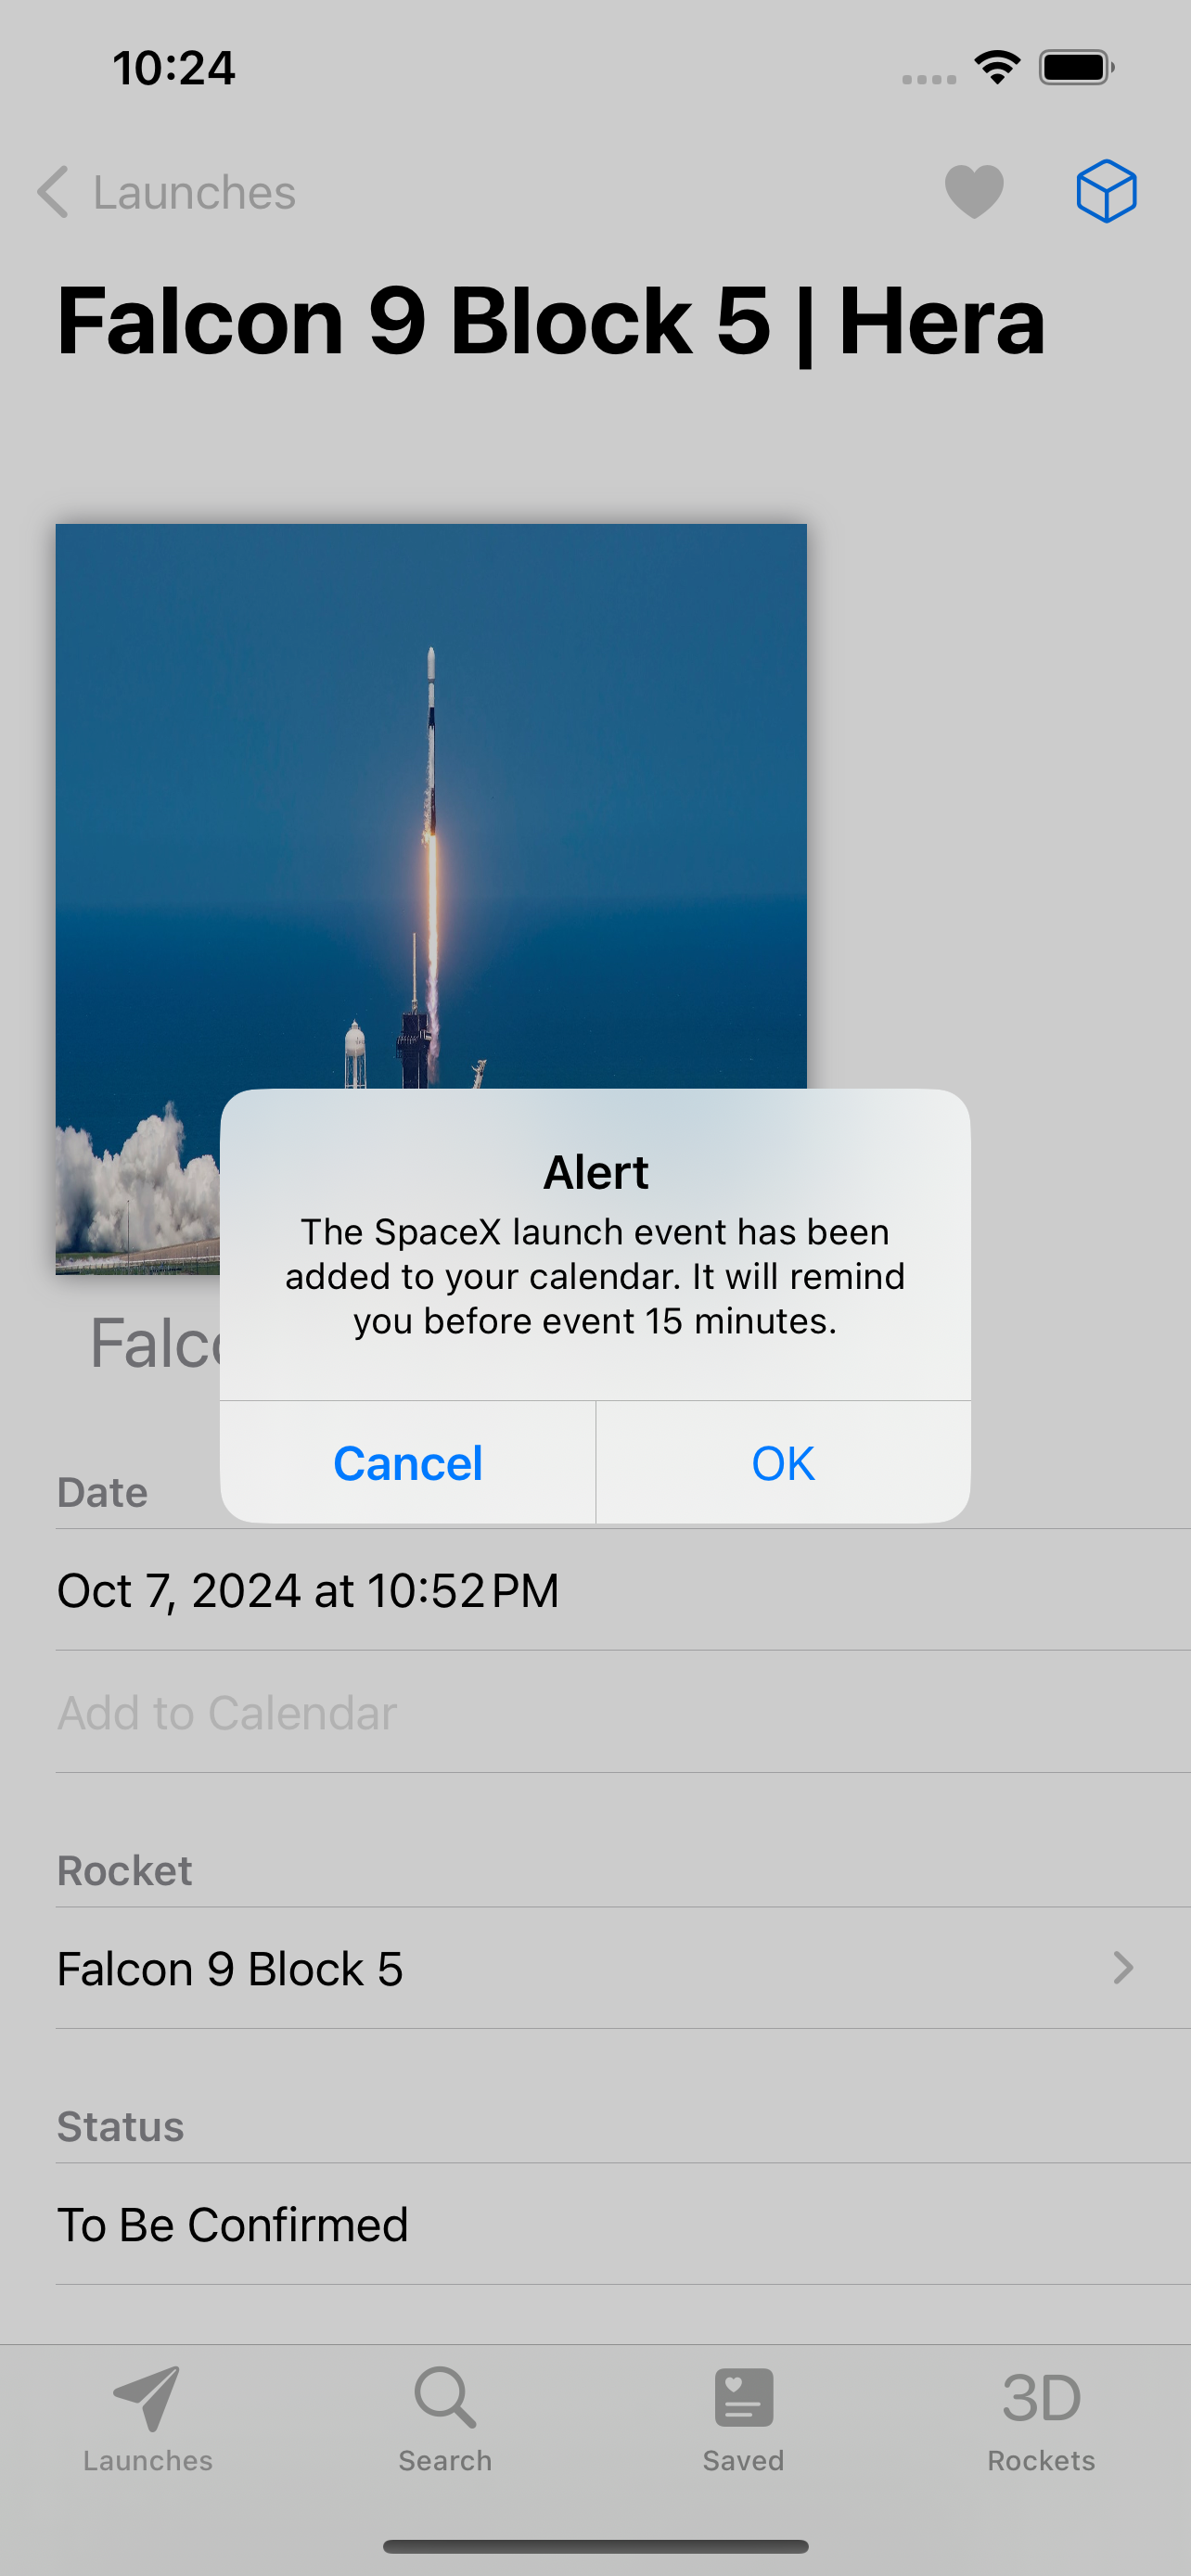 10:24
Launches
Falcon 9 Block 5 | Hera
Alert
The SpaceX launch event has been
added to your calendar. It will remind
you before event 15 minutes.
Cancel
OK
Date
Oct 7, 2024 at 10:52 PM
Add to Calendar
Rocket
Falcon 9 Block 5
Status
To Be Confirmed
3D
Launches
Search
Saved
Rockets